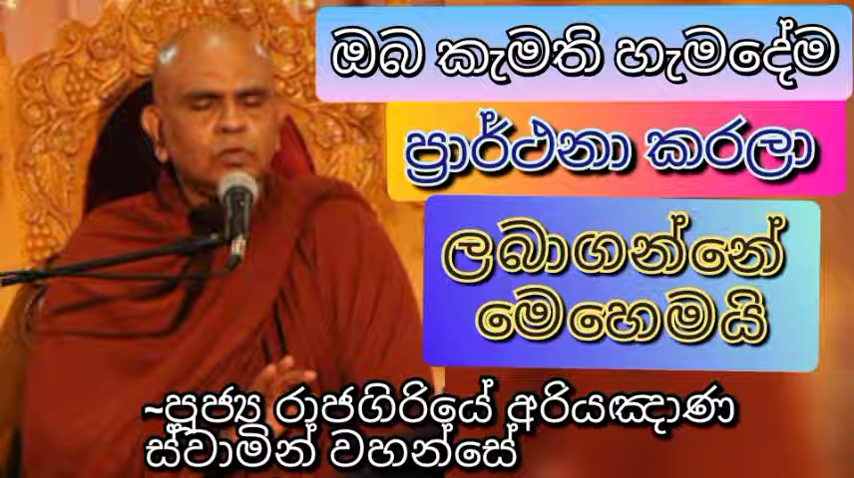 ඔබ කැමති හැමදේම
ප්‍රාර්ථනා කරලා
ලබාගන්නේ
මෙහෙමයි
~පූජ්‍ය රාජගිරියේ අරියඤාණ
ස්වාමින් වහන්සේ